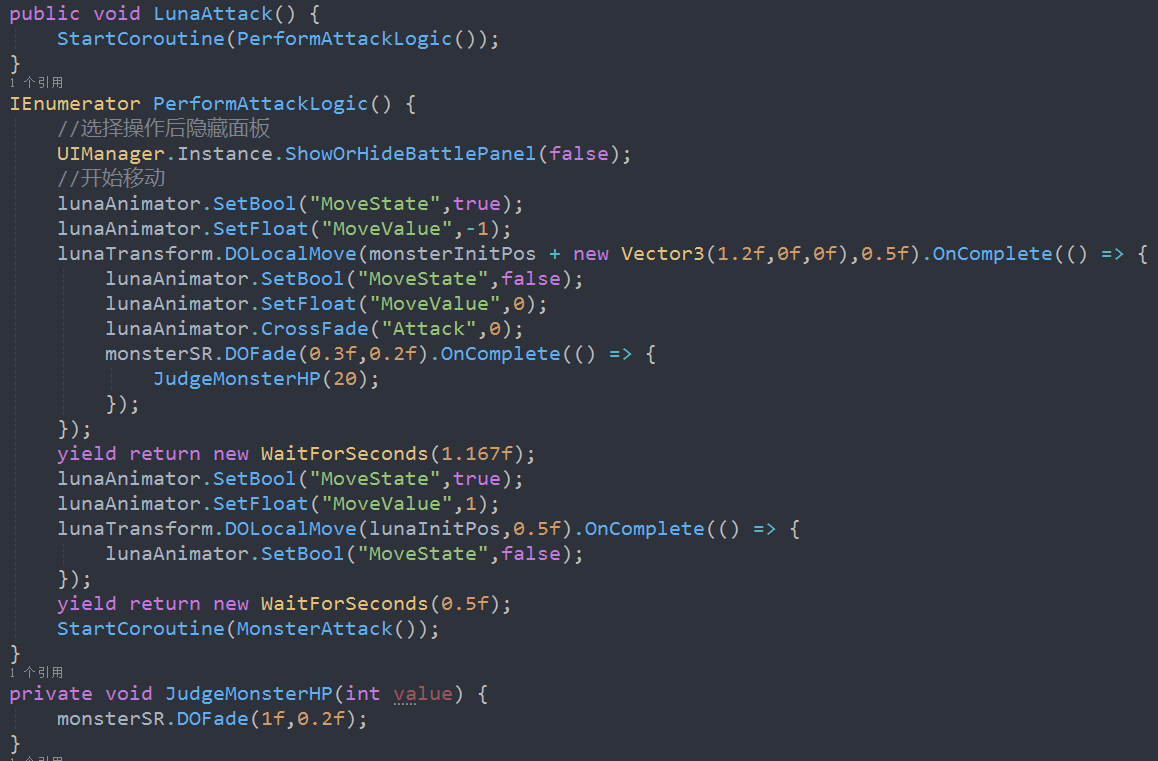 public void LunaAttack() {
    StartCoroutine(PerformAttackLogic());
}
1 个引用
IEnumerator PerformAttackLogic() {
    //选择操作后隐藏面板
    UIManager.Instance.ShowOrHideBattlePanel(false);
    //开始移动
    lunaAnimator.SetBool("MoveState",true);
    lunaAnimator.SetFloat("MoveValue",-1);
    lunaTransform.DOLocalMove(monsterInitPos + new Vector3(1.2f,0f,0f),0.5f).OnComplete(() => {
        lunaAnimator.SetBool("MoveState",false);
        lunaAnimator.SetFloat("MoveValue",0);
        lunaAnimator.CrossFade("Attack",0);
        monsterSR.DOFade(0.3f,0.2f).OnComplete(() => {
            JudgeMonsterHP(20);
        });
    });
    yield return new WaitForSeconds(1.167f);
    lunaAnimator.SetBool("MoveState",true);
    lunaAnimator.SetFloat("MoveValue",1);
    lunaTransform.DOLocalMove(lunaInitPos,0.5f).OnComplete(() => {
        lunaAnimator.SetBool("MoveState",false);
    });
    yield return new WaitForSeconds(0.5f);
    StartCoroutine(MonsterAttack());
}
1 个引用
private void JudgeMonsterHP(int value) {
    monsterSR.DOFade(1f,0.2f);
}
1 个引用